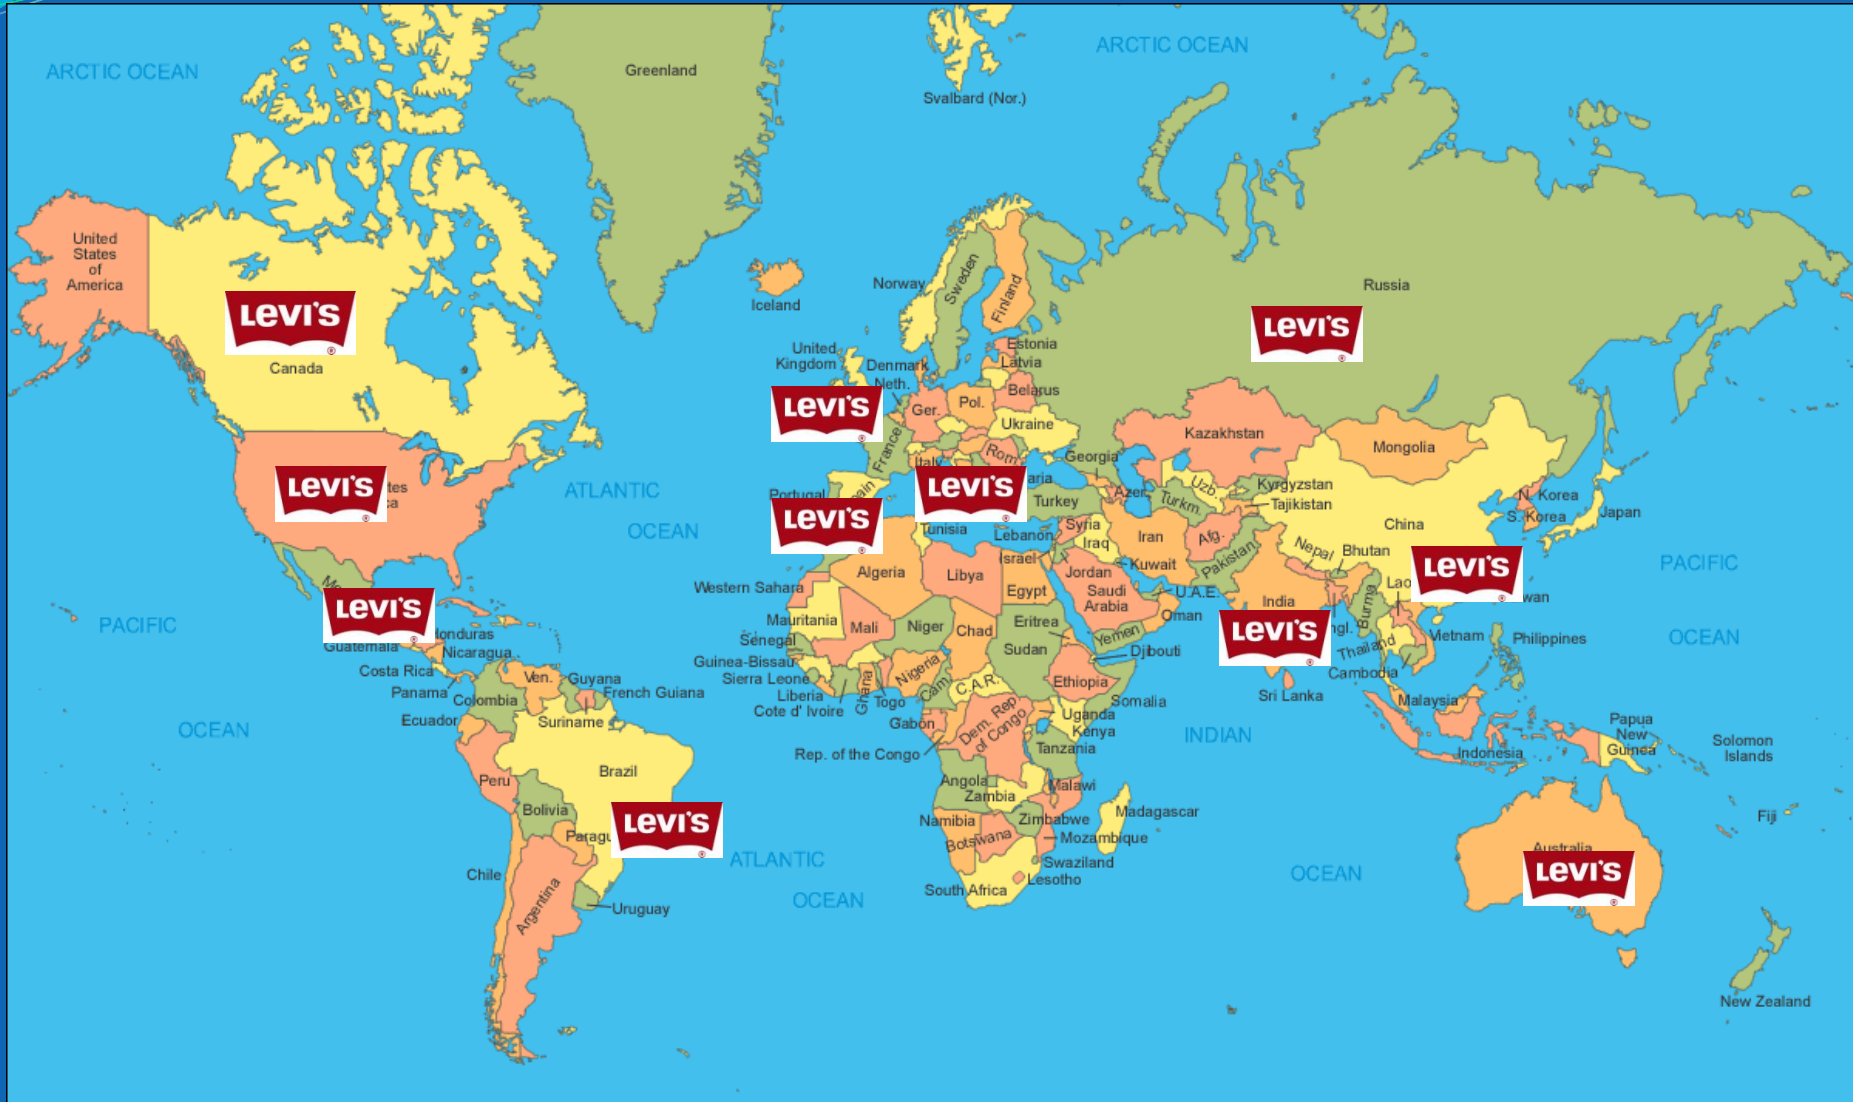 ARCTIC OCEAN
ARCTIC OCEAN
Greenland
Svalbard (Nor.)
United
States
of
America
Canada
LEVI'S
®
Iceland
Norway
Sweden
Finland
Russia
LEVI'S
®
United
Kingdom
Denmark
Neth.
Estonia
Latvia
Belarus
LEVI'S
®
Ger.
Pol.
Ukraine
France
Italy
Rom.
Georgia
Kazakhstan
Mongolia
LEVI'S
®
ATLANTIC
OCEAN
Portugal
LEVI'S
®
LEVI'S
®
Turkey
Azer.
Turkm.
Uzb.
Kyrgyzstan
Tajikistan
China
N. Korea
S. Korea
Japan
Tunisia
Lebanon
Syria
Iraq
Iran
Afg.
Pakistan
Nepal
Bhutan
LEVI'S
®
PACIFIC
OCEAN
Western Sahara
Algeria
Libya
Israel
Egypt
Jordan
Kuwait
Saudi
Arabia
U.A.E.
Oman
Yemen
India
LEVI'S
®
Burma
Lao
Thailand
Vietnam
Cambodia
Philippines
PACIFIC
OCEAN
LEVI'S
®
Guatemala
Honduras
Nicaragua
Costa Rica
Panama
Mauritania
Mali
Niger
Chad
Sudan
Eritrea
Djibouti
Senegal
Guinea-Bissau
Sierra Leone
Liberia
Cote d' Ivoire
Ghana
Togo
Nigeria
Cam.
C.A.R.
Ethiopia
Somalia
Sri Lanka
Malaysia
Indonesia
Papua
New
Guinea
Solomon
Islands
Ven.
Guyana
French Guiana
Colombia
Suriname
Ecuador
Peru
Brazil
Bolivia
LEVI'S
®
Chile
Argentina
Uruguay
ATLANTIC
OCEAN
Gabon
Rep. of the Congo
Dem. Rep.
of Congo
Uganda
Kenya
Tanzania
Angola
Zambia
Malawi
Namibia
Botswana
Zimbabwe
Mozambique
Madagascar
Swaziland
Lesotho
South Africa
INDIAN
OCEAN
Australia
LEVI'S
®
Fiji
New Zealand